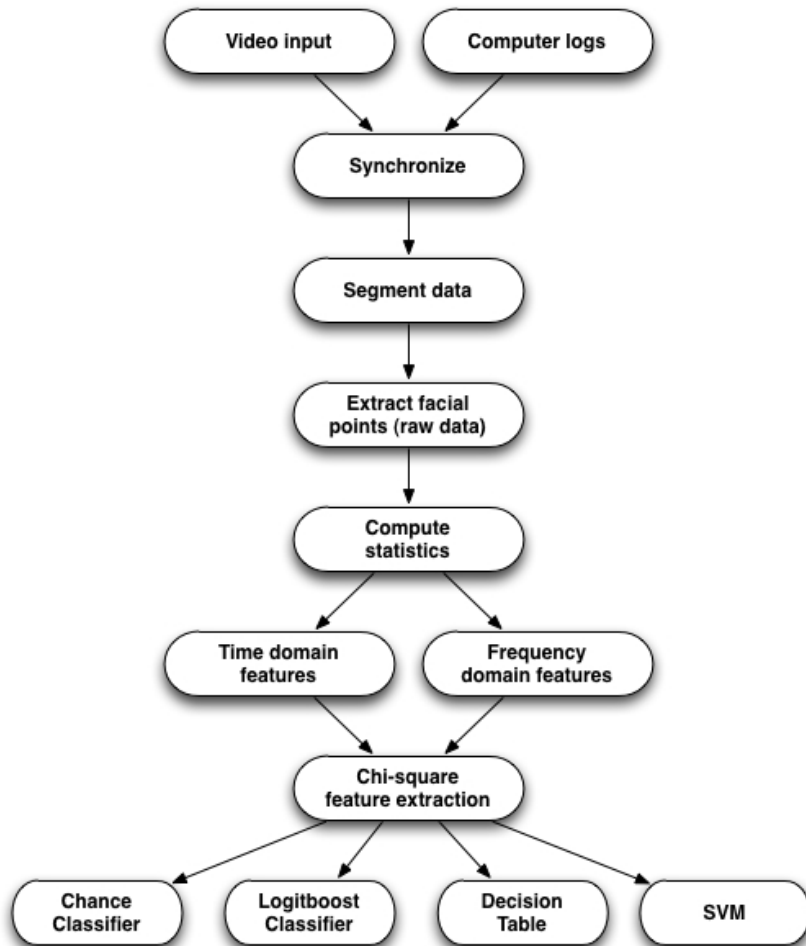 Video input
Computer logs
Synchronize
Segment data
Extract facial
points (raw data)
Compute
statistics
Time domain
features
Frequency
domain features
Chi-square
feature extraction
Chance
Classifier
Logitboost
Classifier
Decision
Table
SVM